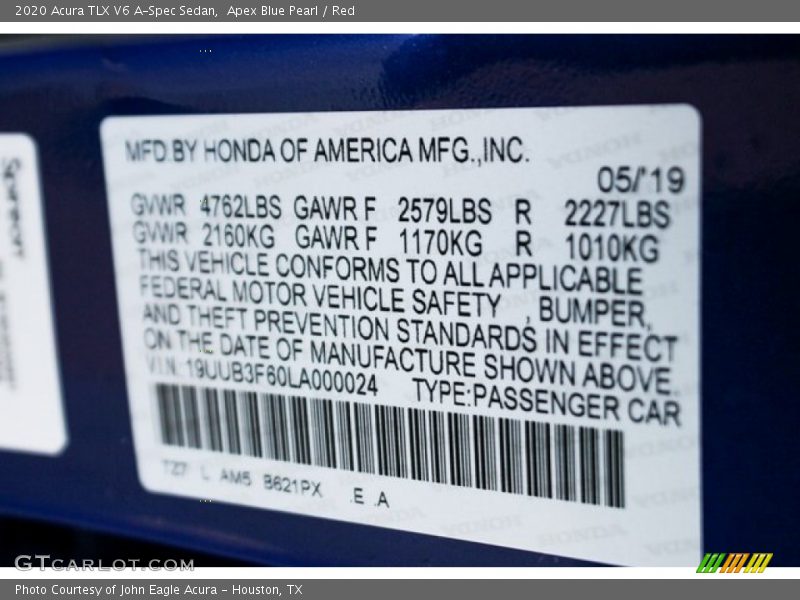 2020 Acura TLX V6 A-Spec Sedan,  Apex Blue Pearl / Red
MFD.BY HONDA OF AMERICA MFG.,INC.
05/'19
GVWR 4762LBS GAWR F 2579LBS R 2227LBS
GVWR 2160KG GAWR F 1170KG R 1010KG
THIS VEHICLE CONFORMS TO ALL APPLICABLE
FEDERAL MOTOR VEHICLE SAFETY , BUMPER,
AND THEFT PREVENTION STANDARDS IN EFFECT
ON THE DATE OF MANUFACTURE SHOWN ABOVE.
V.I.N.:19UUB3F60LA000024 TYPE:PASSENGER CAR
TZ7 L AM5 B621PX .E .A
GTCARLOT.COM
Photo Courtesy of John Eagle Acura - Houston, TX